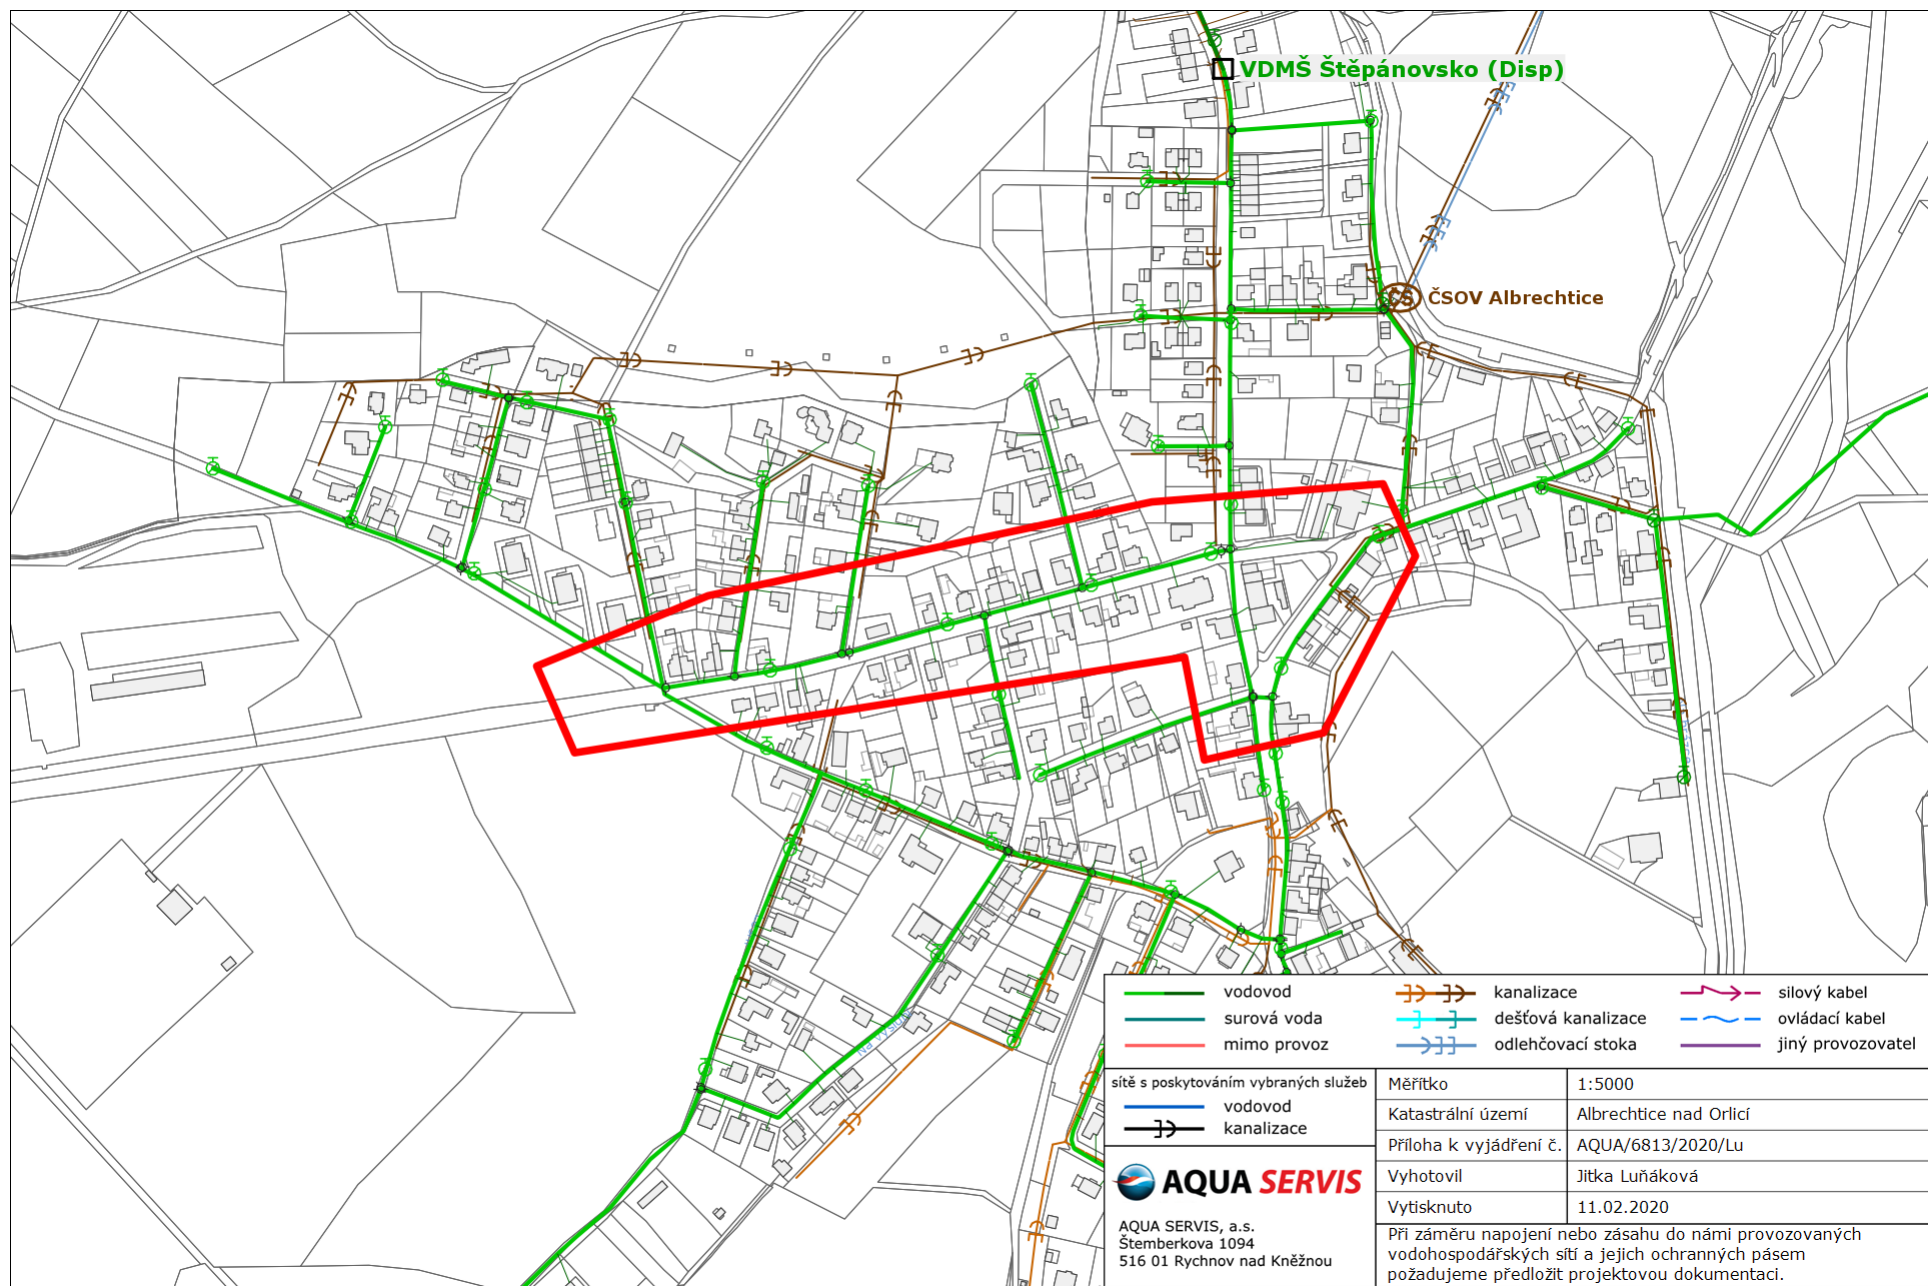 VDMŠ Štěpánovsko (Disp)
ČS ČSOV Albrechtice
vodovod
surová voda
mimo provoz
kanalizace
dešťová kanalizace
odlehčovací stoka
silový kabel
ovládací kabel
jiný provozovatel
sítě s poskytováním vybraných služeb
vodovod
kanalizace
AQUA SERVIS
AQUA SERVIS, a.s.
Štemberkova 1094
516 01 Rychnov nad Kněžnou
Měřítko 1:5000
Katastrální území Albrechtice nad Orlicí
Příloha k vyjádření č. AQUA/6813/2020/Lu
Vyhotovil Jitka Luňáková
Vytisknuto 11.02.2020
Při záměru napojení nebo zásahu do námi provozovaných
vodohospodářských sítí a jejich ochranných pásem
požadujeme předložit projektovou dokumentaci.